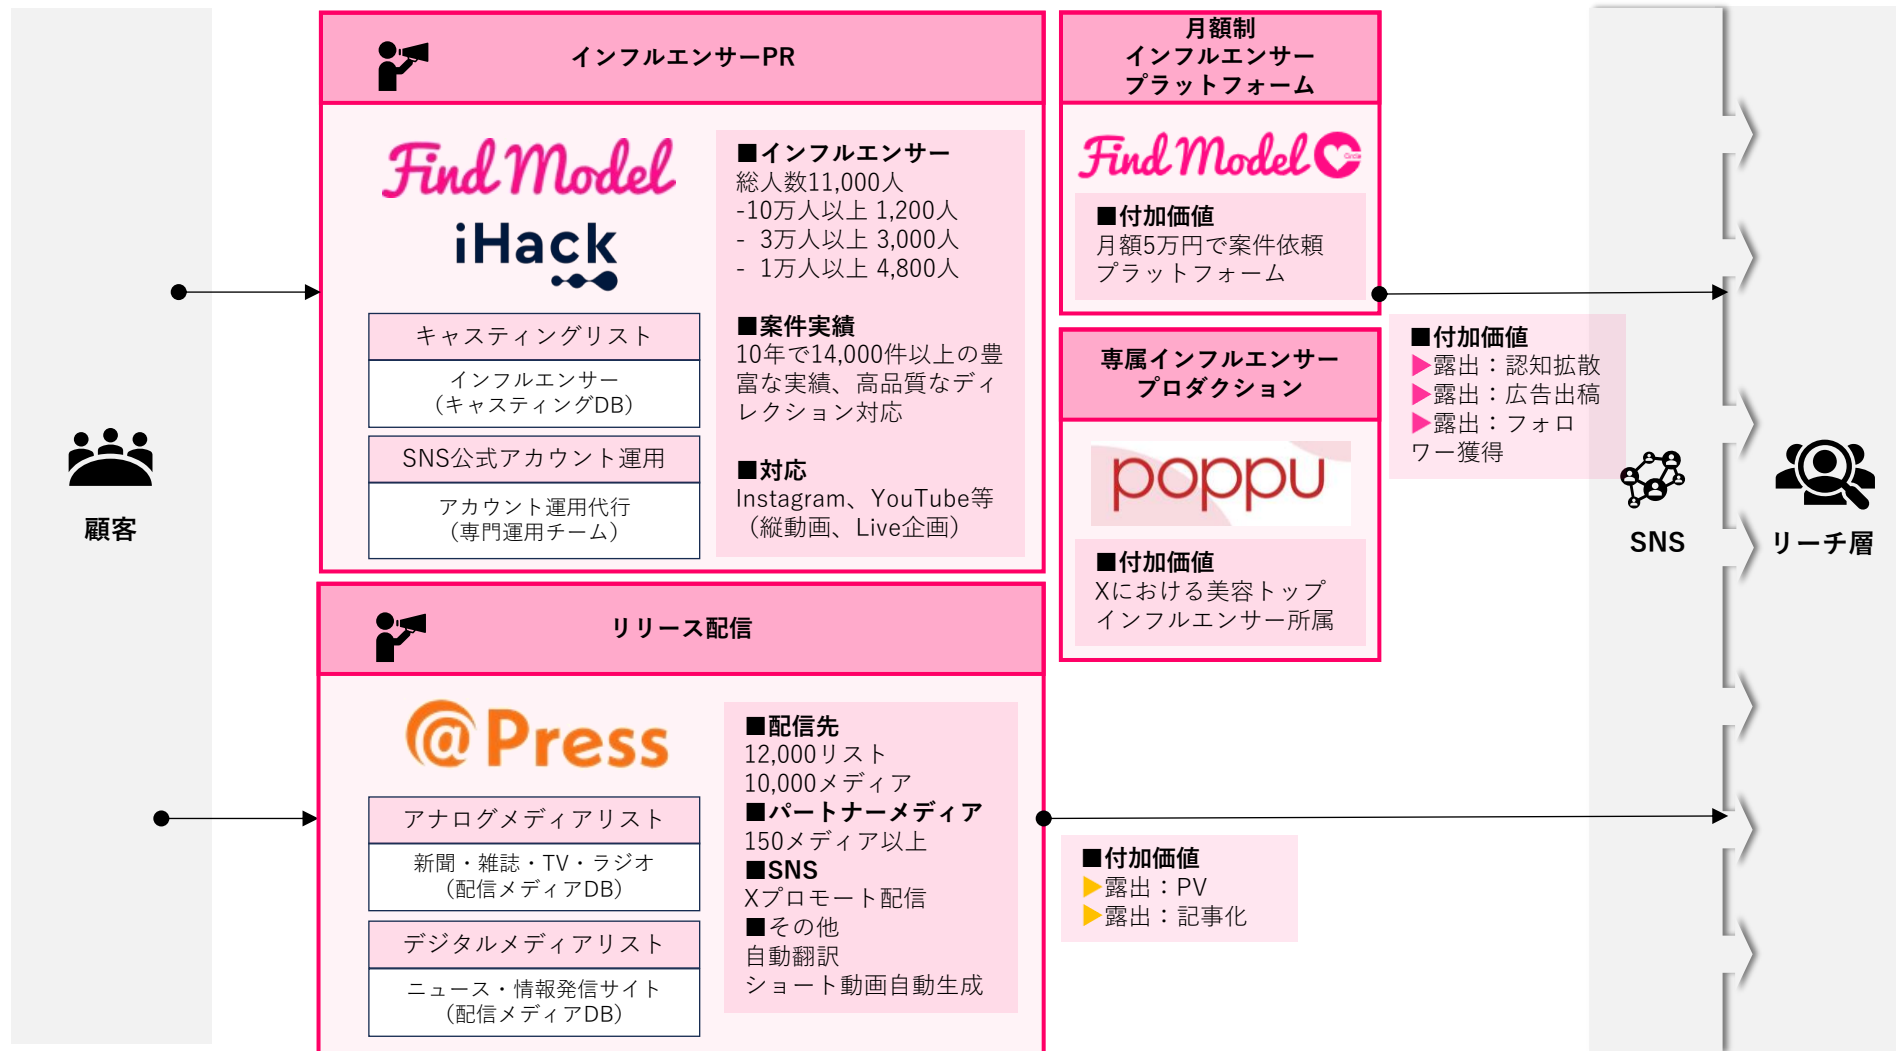 顧客
インフルエンサーPR
Find Model
iHack
キャスティングリスト
インフルエンサー
（キャスティングDB）
SNS公式アカウント運用
アカウント運用代行
（専門運用チーム）
■インフルエンサー
総人数11,000人
-10万人以上 1,200人
- 3万人以上 3,000人
- 1万人以上 4,800人
■案件実績
10年で14,000件以上の豊
富な実績、高品質なディ
レクション対応
■対応
Instagram、YouTube等
（縦動画、Live企画）
月額制
インフルエンサー
プラットフォーム
Find Model
■付加価値
月額5万円で案件依頼
プラットフォーム
専属インフルエンサー
プロダクション
poppu
■付加価値
Xにおける美容トップ
インフルエンサー所属
■付加価値
▶露出：認知拡散
▶露出：広告出稿
▶露出：フォロ
ワー獲得
SNS
リーチ層
リリース配信
@Press
アナログメディアリスト
新聞・雑誌・TV・ラジオ
（配信メディアDB）
デジタルメディアリスト
ニュース・情報発信サイト
（配信メディアDB）
■配信先
12,000リスト
10,000メディア
■パートナーメディア
150メディア以上
■SNS
Xプロモート配信
■その他
自動翻訳
ショート動画自動生成
■付加価値
▶露出：PV
▶露出：記事化